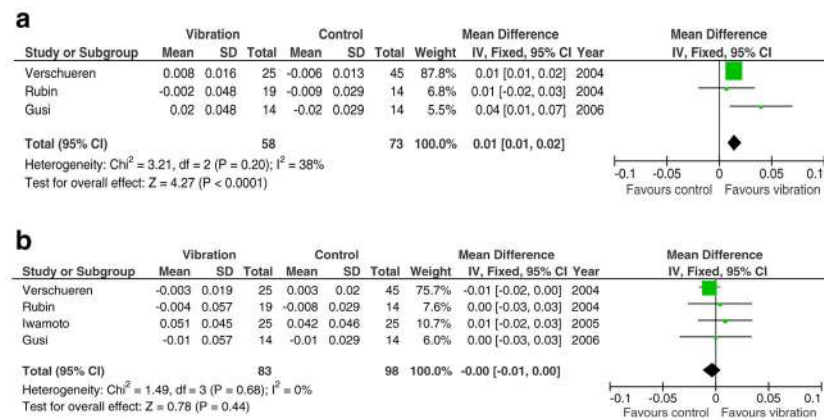 a
Vibration Control Mean Difference Mean Difference
Study or Subgroup Mean SD Total Mean SD Total Weight IV, Fixed, 95% CI Year IV, Fixed, 95% CI
Verschueren 0.008 0.016 25 -0.006 0.013 45 87.8% 0.01 [0.01, 0.02] 2004
Rubin -0.002 0.048 19 -0.009 0.029 14 6.8% 0.01 [-0.02, 0.03] 2004
Gusi 0.02 0.048 14 -0.02 0.029 14 5.5% 0.04 [0.01, 0.07] 2006
Total (95% CI) 58 73 100.0% 0.01 [0.01, 0.02]
Heterogeneity: Chi² = 3.21, df = 2 (P = 0.20); I² = 38%
Test for overall effect: Z = 4.27 (P < 0.0001)
-0.1 -0.05 0 0.05 0.1
Favours control Favours vibration
b
Vibration Control Mean Difference Mean Difference
Study or Subgroup Mean SD Total Mean SD Total Weight IV, Fixed, 95% CI Year IV, Fixed, 95% CI
Verschueren -0.003 0.019 25 0.003 0.02 45 75.7% -0.01 [-0.02, 0.00] 2004
Rubin -0.004 0.057 19 -0.008 0.029 14 7.6% 0.00 [-0.03, 0.03] 2004
Iwamoto 0.051 0.045 25 0.042 0.046 25 10.7% 0.01 [-0.02, 0.03] 2005
Gusi -0.01 0.057 14 -0.01 0.029 14 6.0% 0.00 [-0.03, 0.03] 2006
Total (95% CI) 83 98 100.0% -0.00 [-0.01, 0.00]
Heterogeneity: Chi² = 1.49, df = 3 (P = 0.68); I² = 0%
Test for overall effect: Z = 0.78 (P = 0.44)
-0.1 -0.05 0 0.05 0.1
Favours control Favours vibration